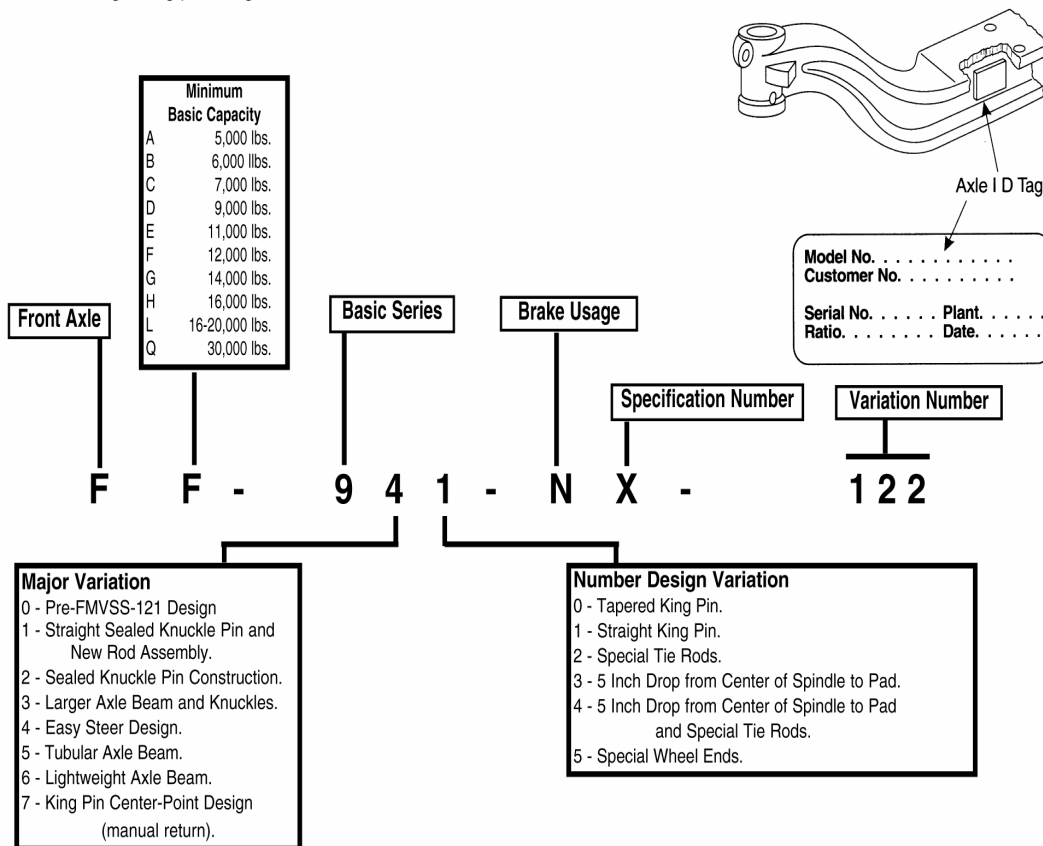 Minimum
Basic Capacity
A 5,000 lbs.
B 6,000 llbs.
C 7,000 lbs.
D 9,000 lbs.
E 11,000 lbs.
F 12,000 lbs.
G 14,000 lbs.
H 16,000 lbs.
L 16-20,000 lbs.
Q 30,000 lbs.
Axle I D Tag
Model No. . . . . . . . . . . . .
Customer No. . . . . . . . . .
Serial No. . . . . . . Plant. . . . . . .
Ratio. . . . . . . . . Date. . . . . . .
Front Axle
Basic Series
Brake Usage
Specification Number
Variation Number
F F - 9 4 1 - N X - 1 2 2
Major Variation
0 - Pre-FMVSS-121 Design
1 - Straight Sealed Knuckle Pin and
New Rod Assembly.
2 - Sealed Knuckle Pin Construction.
3 - Larger Axle Beam and Knuckles.
4 - Easy Steer Design.
5 - Tubular Axle Beam.
6 - Lightweight Axle Beam.
7 - King Pin Center-Point Design
(manual return).
Number Design Variation
0 - Tapered King Pin.
1 - Straight King Pin.
2 - Special Tie Rods.
3 - 5 Inch Drop from Center of Spindle to Pad.
4 - 5 Inch Drop from Center of Spindle to Pad
and Special Tie Rods.
5 - Special Wheel Ends.